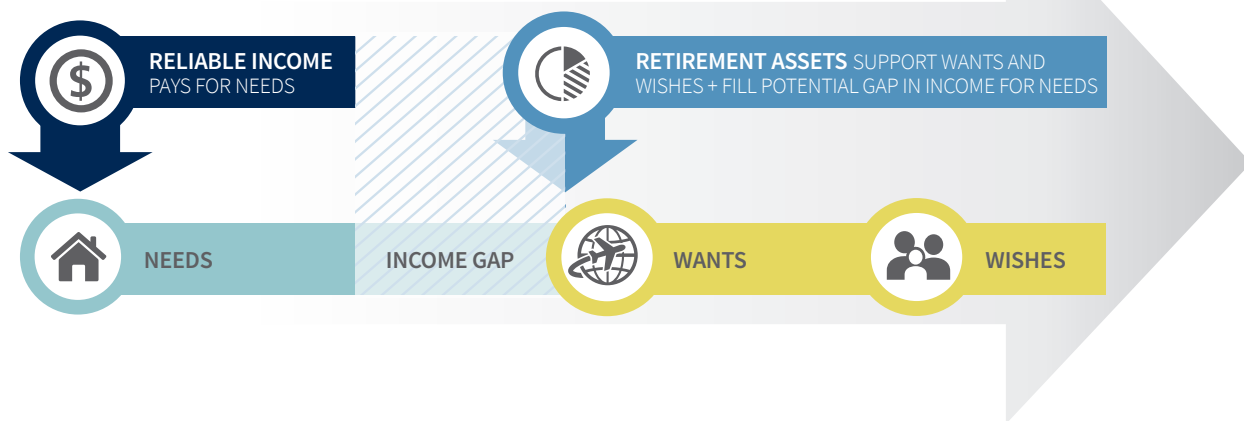 $
RELIABLE INCOME
PAYS FOR NEEDS
RETIREMENT ASSETS SUPPORT WANTS AND
WISHES + FILL POTENTIAL GAP IN INCOME FOR NEEDS
NEEDS
INCOME GAP
WANTS
WISHES